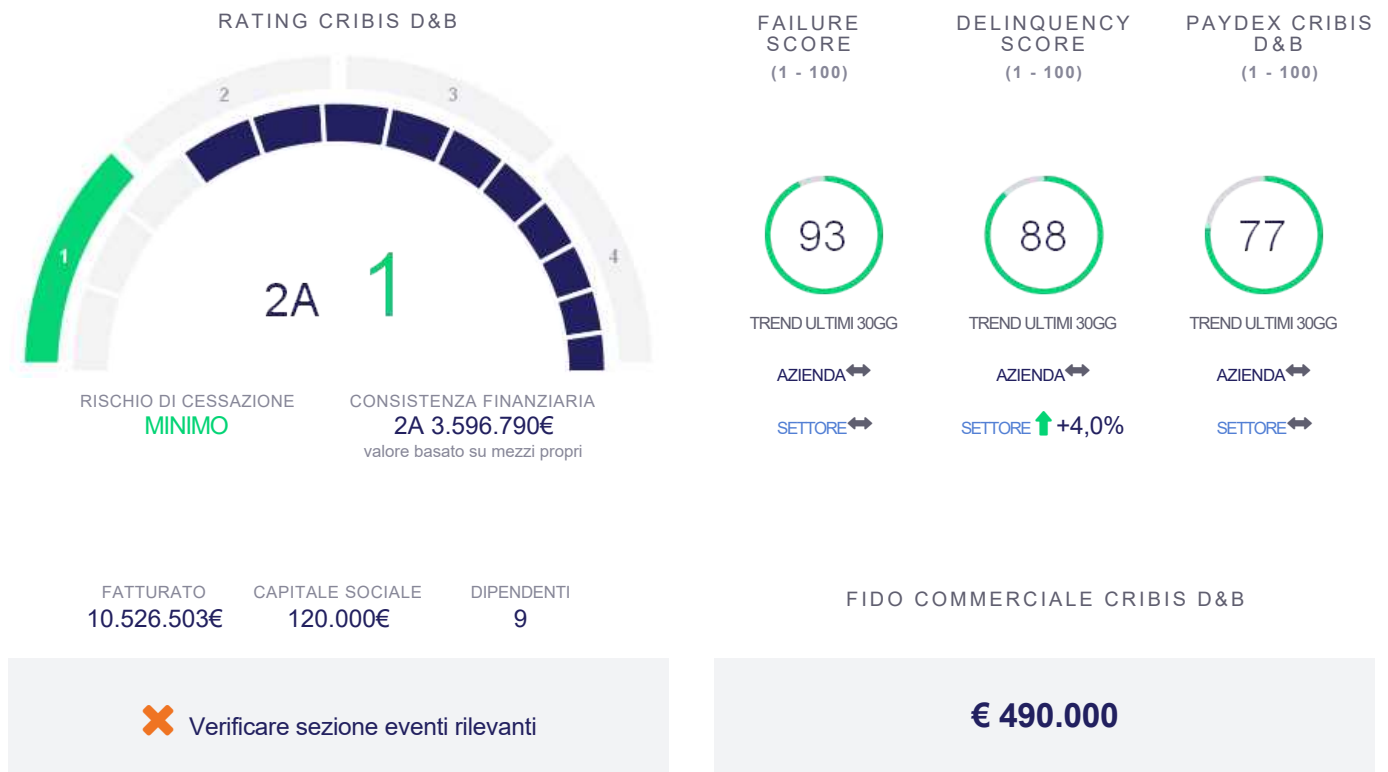 RATING CRIBIS D&B
1
2
3
4
2A 1
RISCHIO DI CESSAZIONE
MINIMO
CONSISTENZA FINANZIARIA
2A 3.596.790€
valore basato su mezzi propri
FATTURATO
10.526.503€
CAPITALE SOCIALE
120.000€
DIPENDENTI
9
Verificare sezione eventi rilevanti
FAILURE
SCORE
(1 - 100)
93
TREND ULTIMI 30GG
AZIENDA
SETTORE
DELINQUENCY
SCORE
(1 - 100)
88
TREND ULTIMI 30GG
AZIENDA
SETTORE +4,0%
PAYDEX CRIBIS
D&B
(1 - 100)
77
TREND ULTIMI 30GG
AZIENDA
SETTORE
FIDO COMMERCIALE CRIBIS D&B
€ 490.000